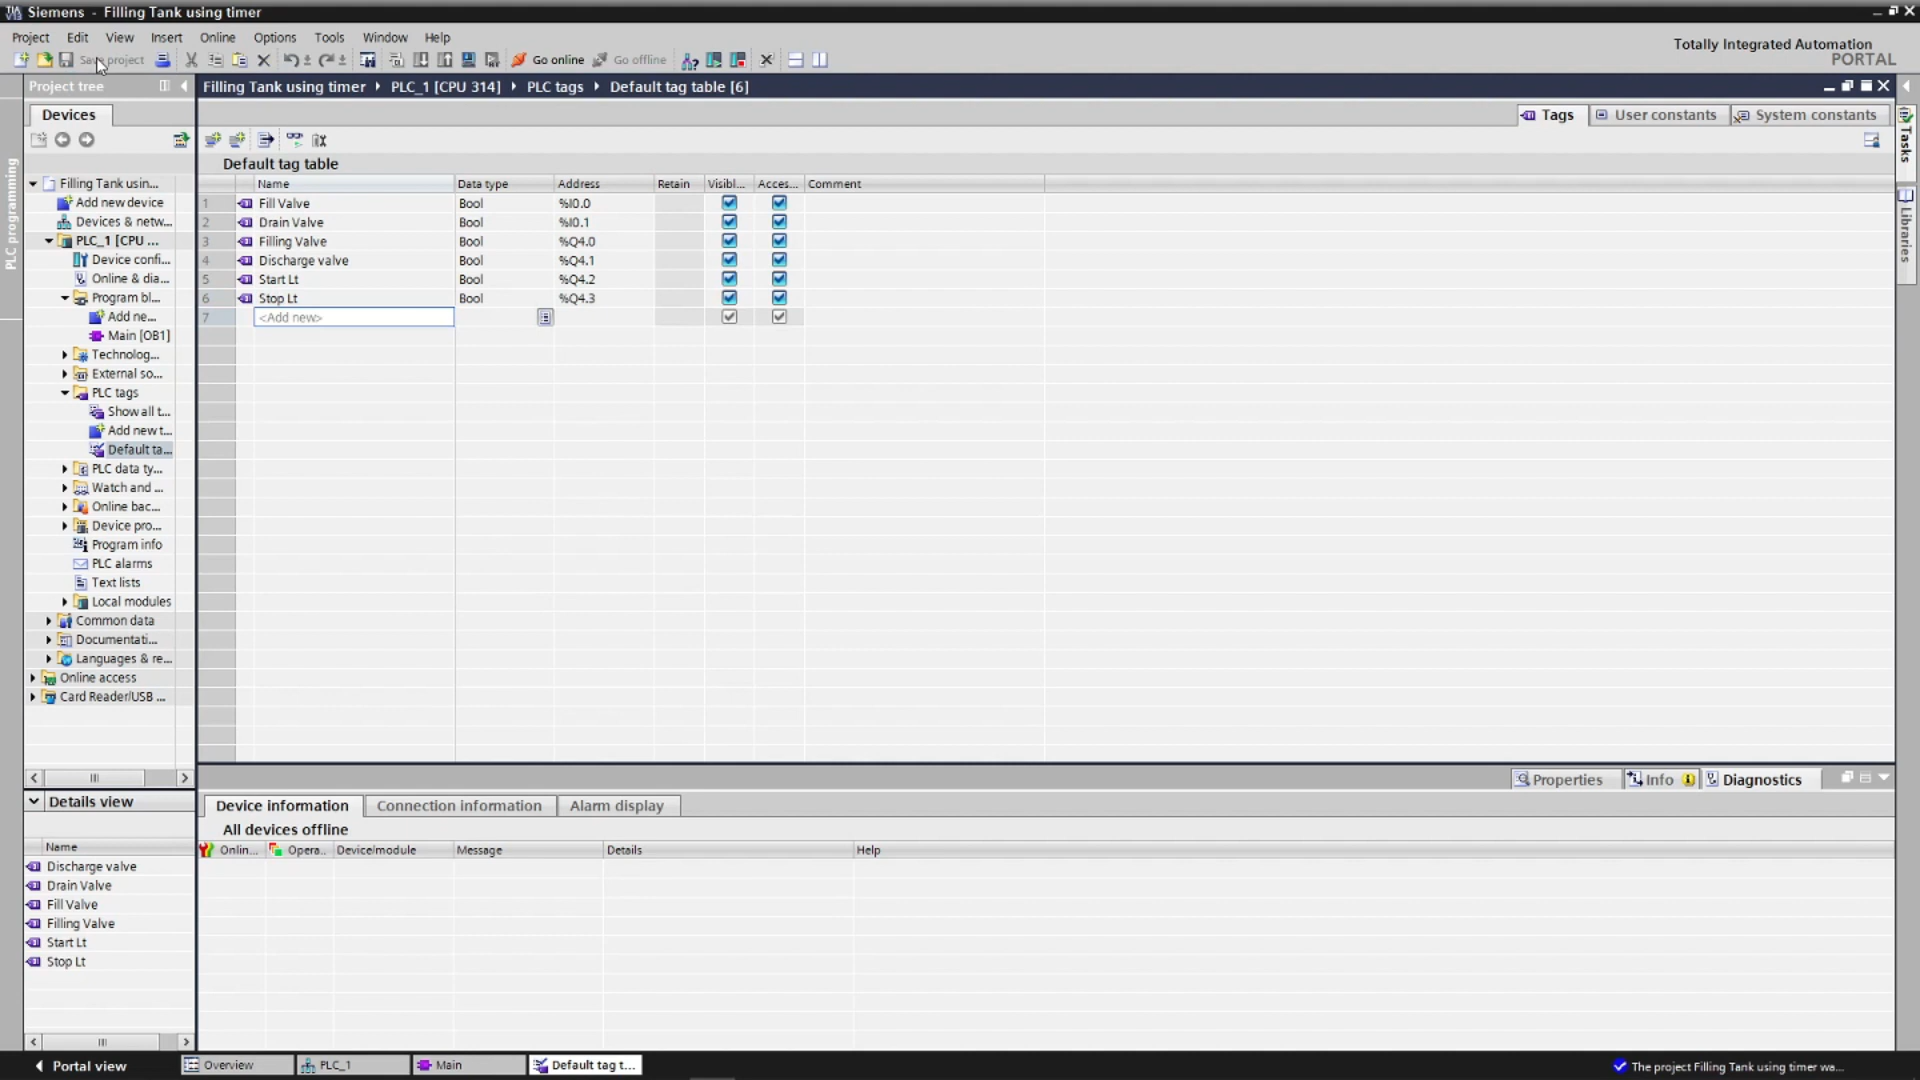 Siemens - Filling Tank using timer
Project Edit View Insert Online Options Tools Window Help
Totally Integrated Automation
PORTAL
Save project Go online Go offline
Project tree
Filling Tank using timer PLC_1 [CPU 314] PLC tags Default tag table [6]
Devices
Tags User constants System constants
PLC programming
Tasks
Libraries
Default tag table
Name Data type Address Retain Visibl... Acces... Comment
1 Fill Valve Bool %I0.0
2 Drain Valve Bool %I0.1
3 Filling Valve Bool %Q4.0
4 Discharge valve Bool %Q4.1
5 Start Lt Bool %Q4.2
6 Stop Lt Bool %Q4.3
7 <Add new>
Filling Tank usin...
Add new device
Devices & netw...
PLC_1 [CPU ...
Device confi...
Online & dia...
Program bl...
Add ne...
Main [OB1]
Technolog...
External so...
PLC tags
Show all t...
Add new t...
Default ta...
PLC data ty...
Watch and ...
Online bac...
Device pro...
Program info
PLC alarms
Text lists
Local modules
Common data
Documentati...
Languages & re...
Online access
Card Reader/USB ...
Properties Info Diagnostics
Details view
Name
Discharge valve
Drain Valve
Fill Valve
Filling Valve
Start Lt
Stop Lt
Device information Connection information Alarm display
All devices offline
Onlin... Opera... Device/module Message Details Help
Portal view Overview PLC_1 Main Default tag t...
The project Filling Tank using timer wa...